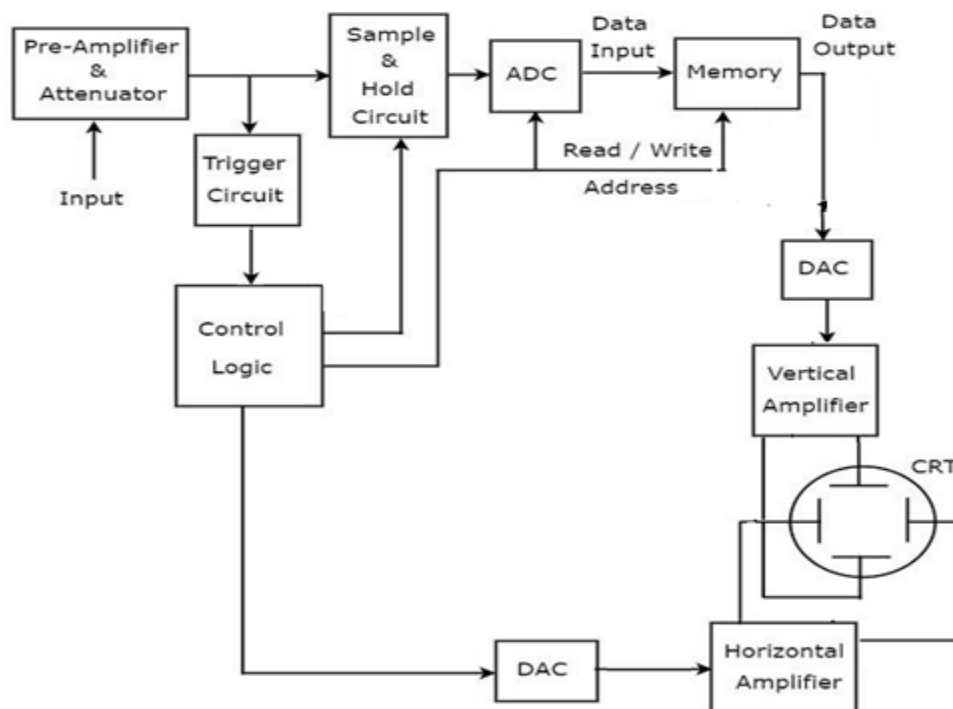 Pre-Amplifier
&
Attenuator
Input
Trigger
Circuit
Control
Logic
Sample
&
Hold
Circuit
ADC
Data
Input
Memory
Data
Output
Read / Write
Address
DAC
Vertical
Amplifier
CRT
DAC
Horizontal
Amplifier